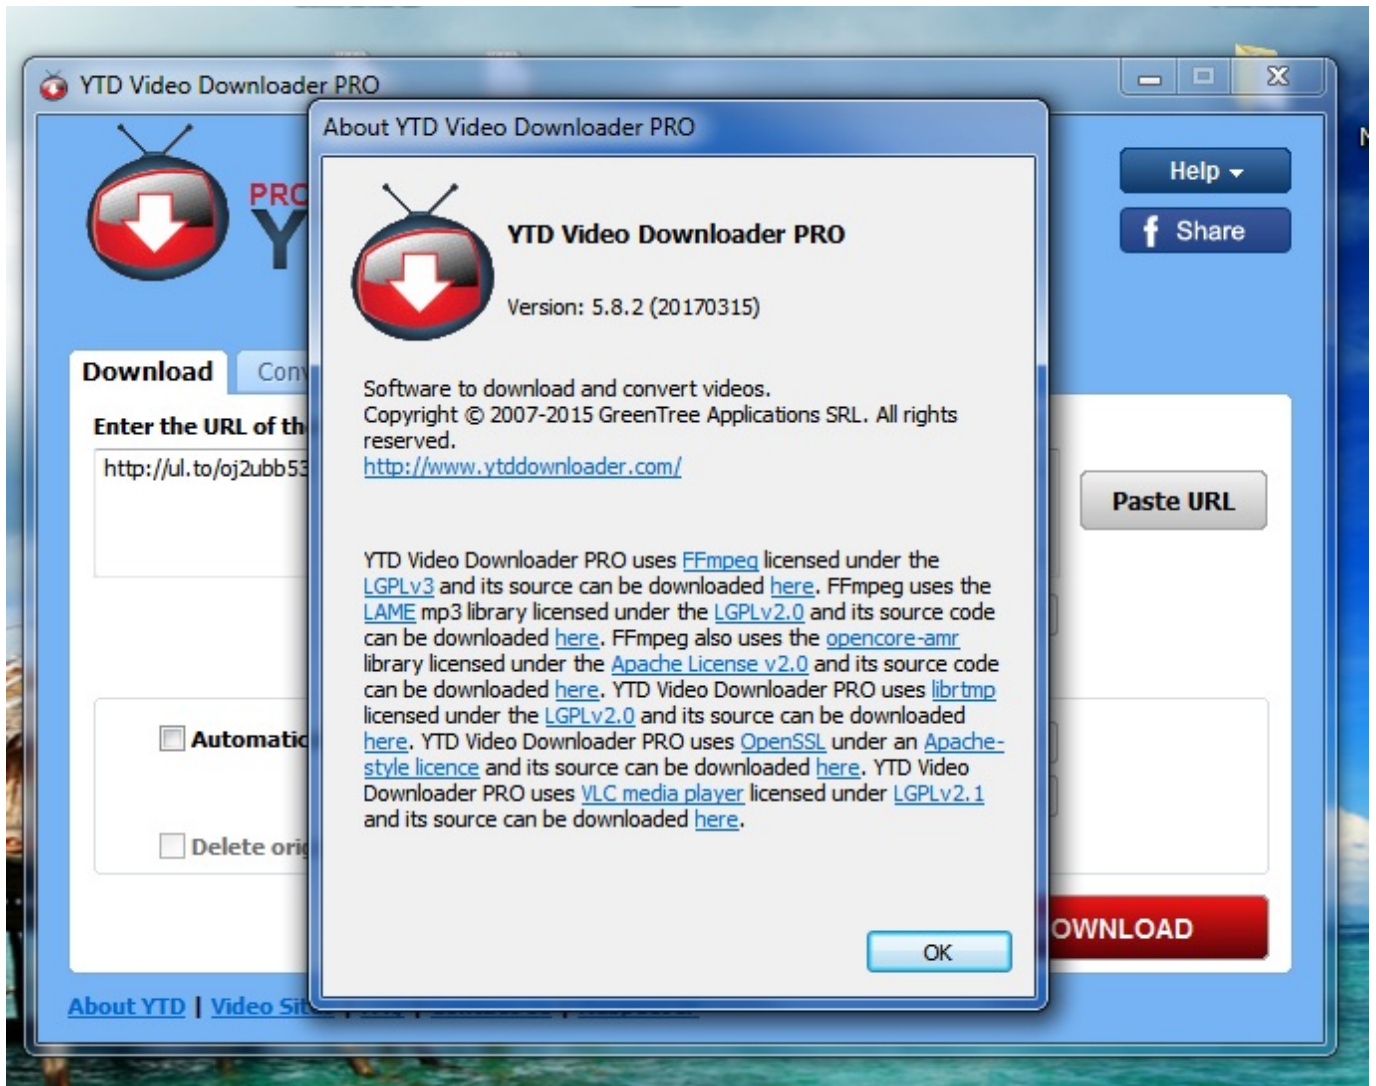 YTD Video Downloader PRO
About YTD Video Downloader PRO
Help
PRO
Y
YTD Video Downloader PRO
Share
Version: 5.8.2 (20170315)
Download
Software to download and convert videos.
Copyright © 2007-2015 GreenTree Applications SRL. All rights
reserved.
http://www.ytddownloader.com/
Enter the URL of
http://ul.to/oj2ubb53
Paste URL
YTD Video Downloader PRO uses FFmpeg licensed under the
LGPLv3 and its source can be downloaded here. FFmpeg uses the
LAME mp3 library licensed under the LGPLv2.0 and its source code
can be downloaded here. FFmpeg also uses the opencore-amr
library licensed under the Apache License v2.0 and its source code
can be downloaded here. YTD Video Downloader PRO uses librtmp
licensed under the LGPLv2.0 and its source can be downloaded
here. YTD Video Downloader PRO uses OpenSSL under an Apache-
style licence and its source can be downloaded here. YTD Video
Downloader PRO uses VLC media player licensed under LGPLv2.1
and its source can be downloaded here.
Automatic
Delete
OK
OWNLOAD
About YTD | Video